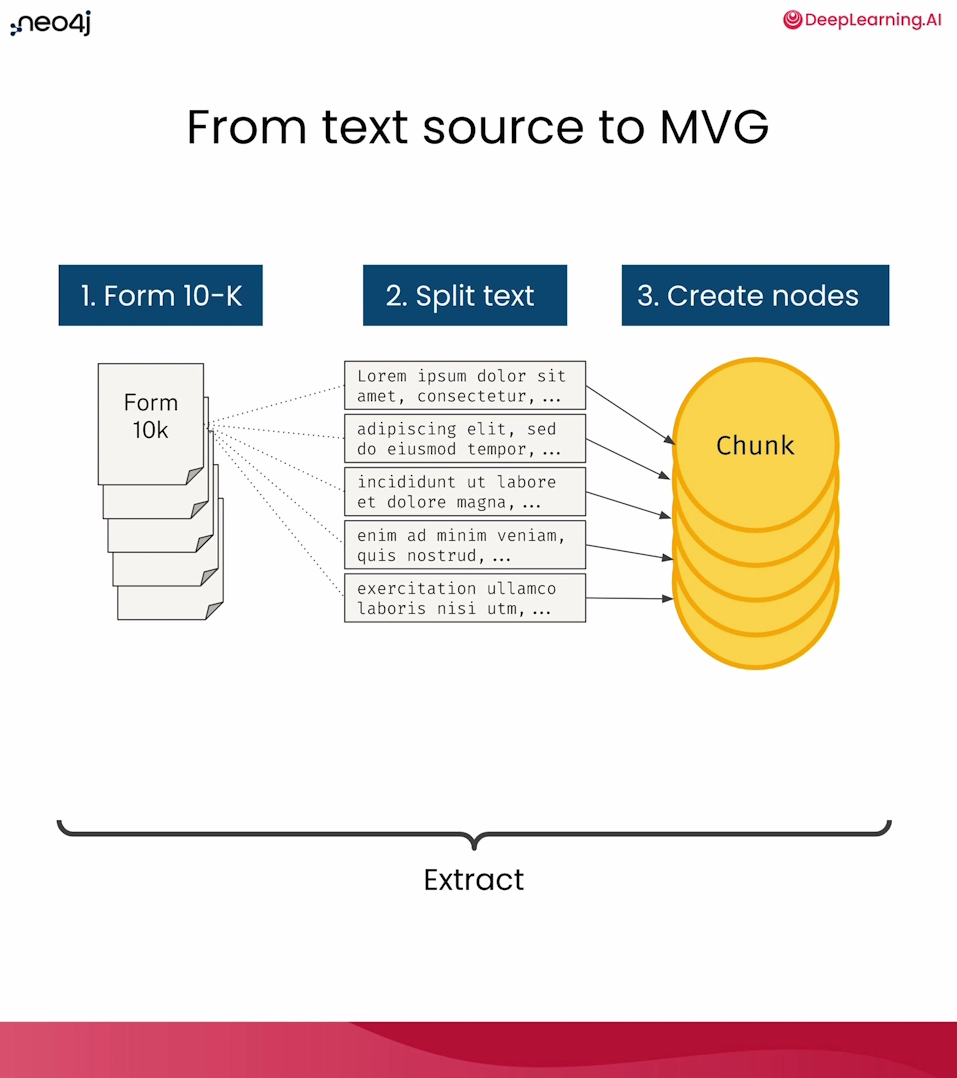 neo4j
DeepLearning.AI
From text source to MVG
1. Form 10-K
2. Split text
3. Create nodes
Form
10k
Lorem ipsum dolor sit
amet, consectetur,...
adipiscing elit, sed
do eiusmod tempor,...
incididunt ut labore
et dolore magna,...
enim ad minim veniam,
quis nostrud,...
exercitation ullamco
laboris nisi utm,...
Chunk
Extract